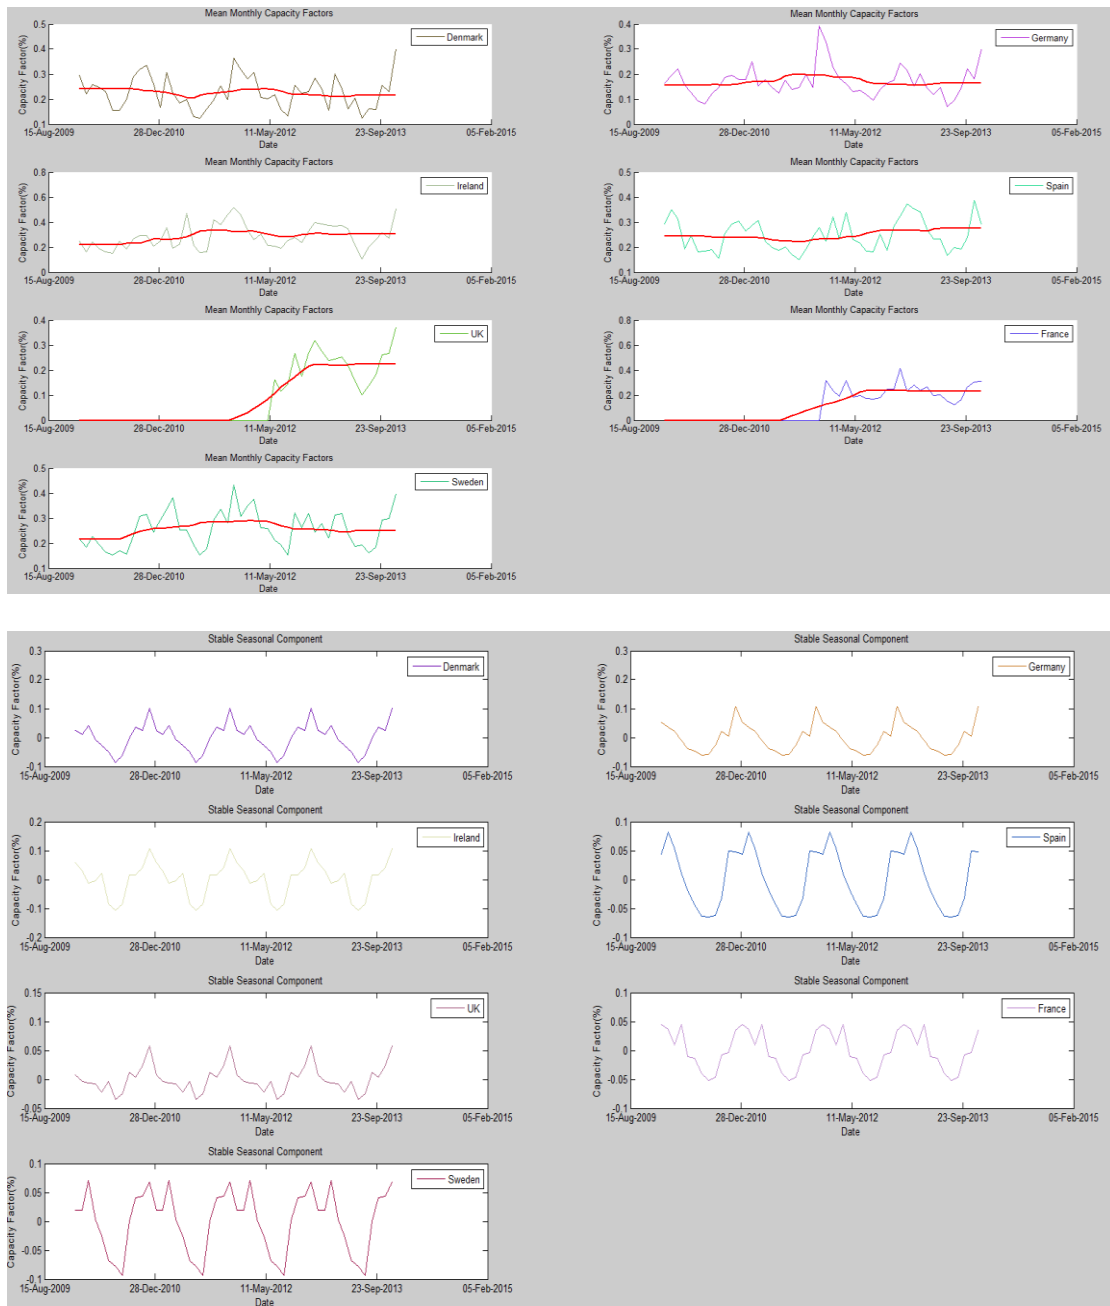 Mean Monthly Capacity Factors
Capacity Factor(%)
0.5
0.4
0.3
0.2
0.1
Denmark
15-Aug-2009 28-Dec-2010 11-May-2012 23-Sep-2013 05-Feb-2015
Date
Mean Monthly Capacity Factors
Capacity Factor(%)
0.4
0.3
0.2
0.1
0
Germany
15-Aug-2009 28-Dec-2010 11-May-2012 23-Sep-2013 05-Feb-2015
Date
Mean Monthly Capacity Factors
Capacity Factor(%)
0.8
0.6
0.4
0.2
0
Ireland
15-Aug-2009 28-Dec-2010 11-May-2012 23-Sep-2013 05-Feb-2015
Date
Mean Monthly Capacity Factors
Capacity Factor(%)
0.5
0.4
0.3
0.2
0.1
Spain
15-Aug-2009 28-Dec-2010 11-May-2012 23-Sep-2013 05-Feb-2015
Date
Mean Monthly Capacity Factors
Capacity Factor(%)
0.4
0.3
0.2
0.1
0
UK
15-Aug-2009 28-Dec-2010 11-May-2012 23-Sep-2013 05-Feb-2015
Date
Mean Monthly Capacity Factors
Capacity Factor(%)
0.8
0.6
0.4
0.2
0
France
15-Aug-2009 28-Dec-2010 11-May-2012 23-Sep-2013 05-Feb-2015
Date
Mean Monthly Capacity Factors
Capacity Factor(%)
0.5
0.4
0.3
0.2
0.1
Sweden
15-Aug-2009 28-Dec-2010 11-May-2012 23-Sep-2013 05-Feb-2015
Date
Stable Seasonal Component
Capacity Factor(%)
0.3
0.2
0.1
0
-0.1
Denmark
15-Aug-2009 28-Dec-2010 11-May-2012 23-Sep-2013 05-Feb-2015
Date
Stable Seasonal Component
Capacity Factor(%)
0.3
0.2
0.1
0
-0.1
Germany
15-Aug-2009 28-Dec-2010 11-May-2012 23-Sep-2013 05-Feb-2015
Date
Stable Seasonal Component
Capacity Factor(%)
0.2
0.1
0
-0.1
-0.2
Ireland
15-Aug-2009 28-Dec-2010 11-May-2012 23-Sep-2013 05-Feb-2015
Date
Stable Seasonal Component
Capacity Factor(%)
0.1
0.05
0
-0.05
-0.1
Spain
15-Aug-2009 28-Dec-2010 11-May-2012 23-Sep-2013 05-Feb-2015
Date
Stable Seasonal Component
Capacity Factor(%)
0.15
0.1
0.05
0
-0.05
UK
15-Aug-2009 28-Dec-2010 11-May-2012 23-Sep-2013 05-Feb-2015
Date
Stable Seasonal Component
Capacity Factor(%)
0.1
0.05
0
-0.05
-0.1
France
15-Aug-2009 28-Dec-2010 11-May-2012 23-Sep-2013 05-Feb-2015
Date
Stable Seasonal Component
Capacity Factor(%)
0.1
0.05
0
-0.05
-0.1
Sweden
15-Aug-2009 28-Dec-2010 11-May-2012 23-Sep-2013 05-Feb-2015
Date